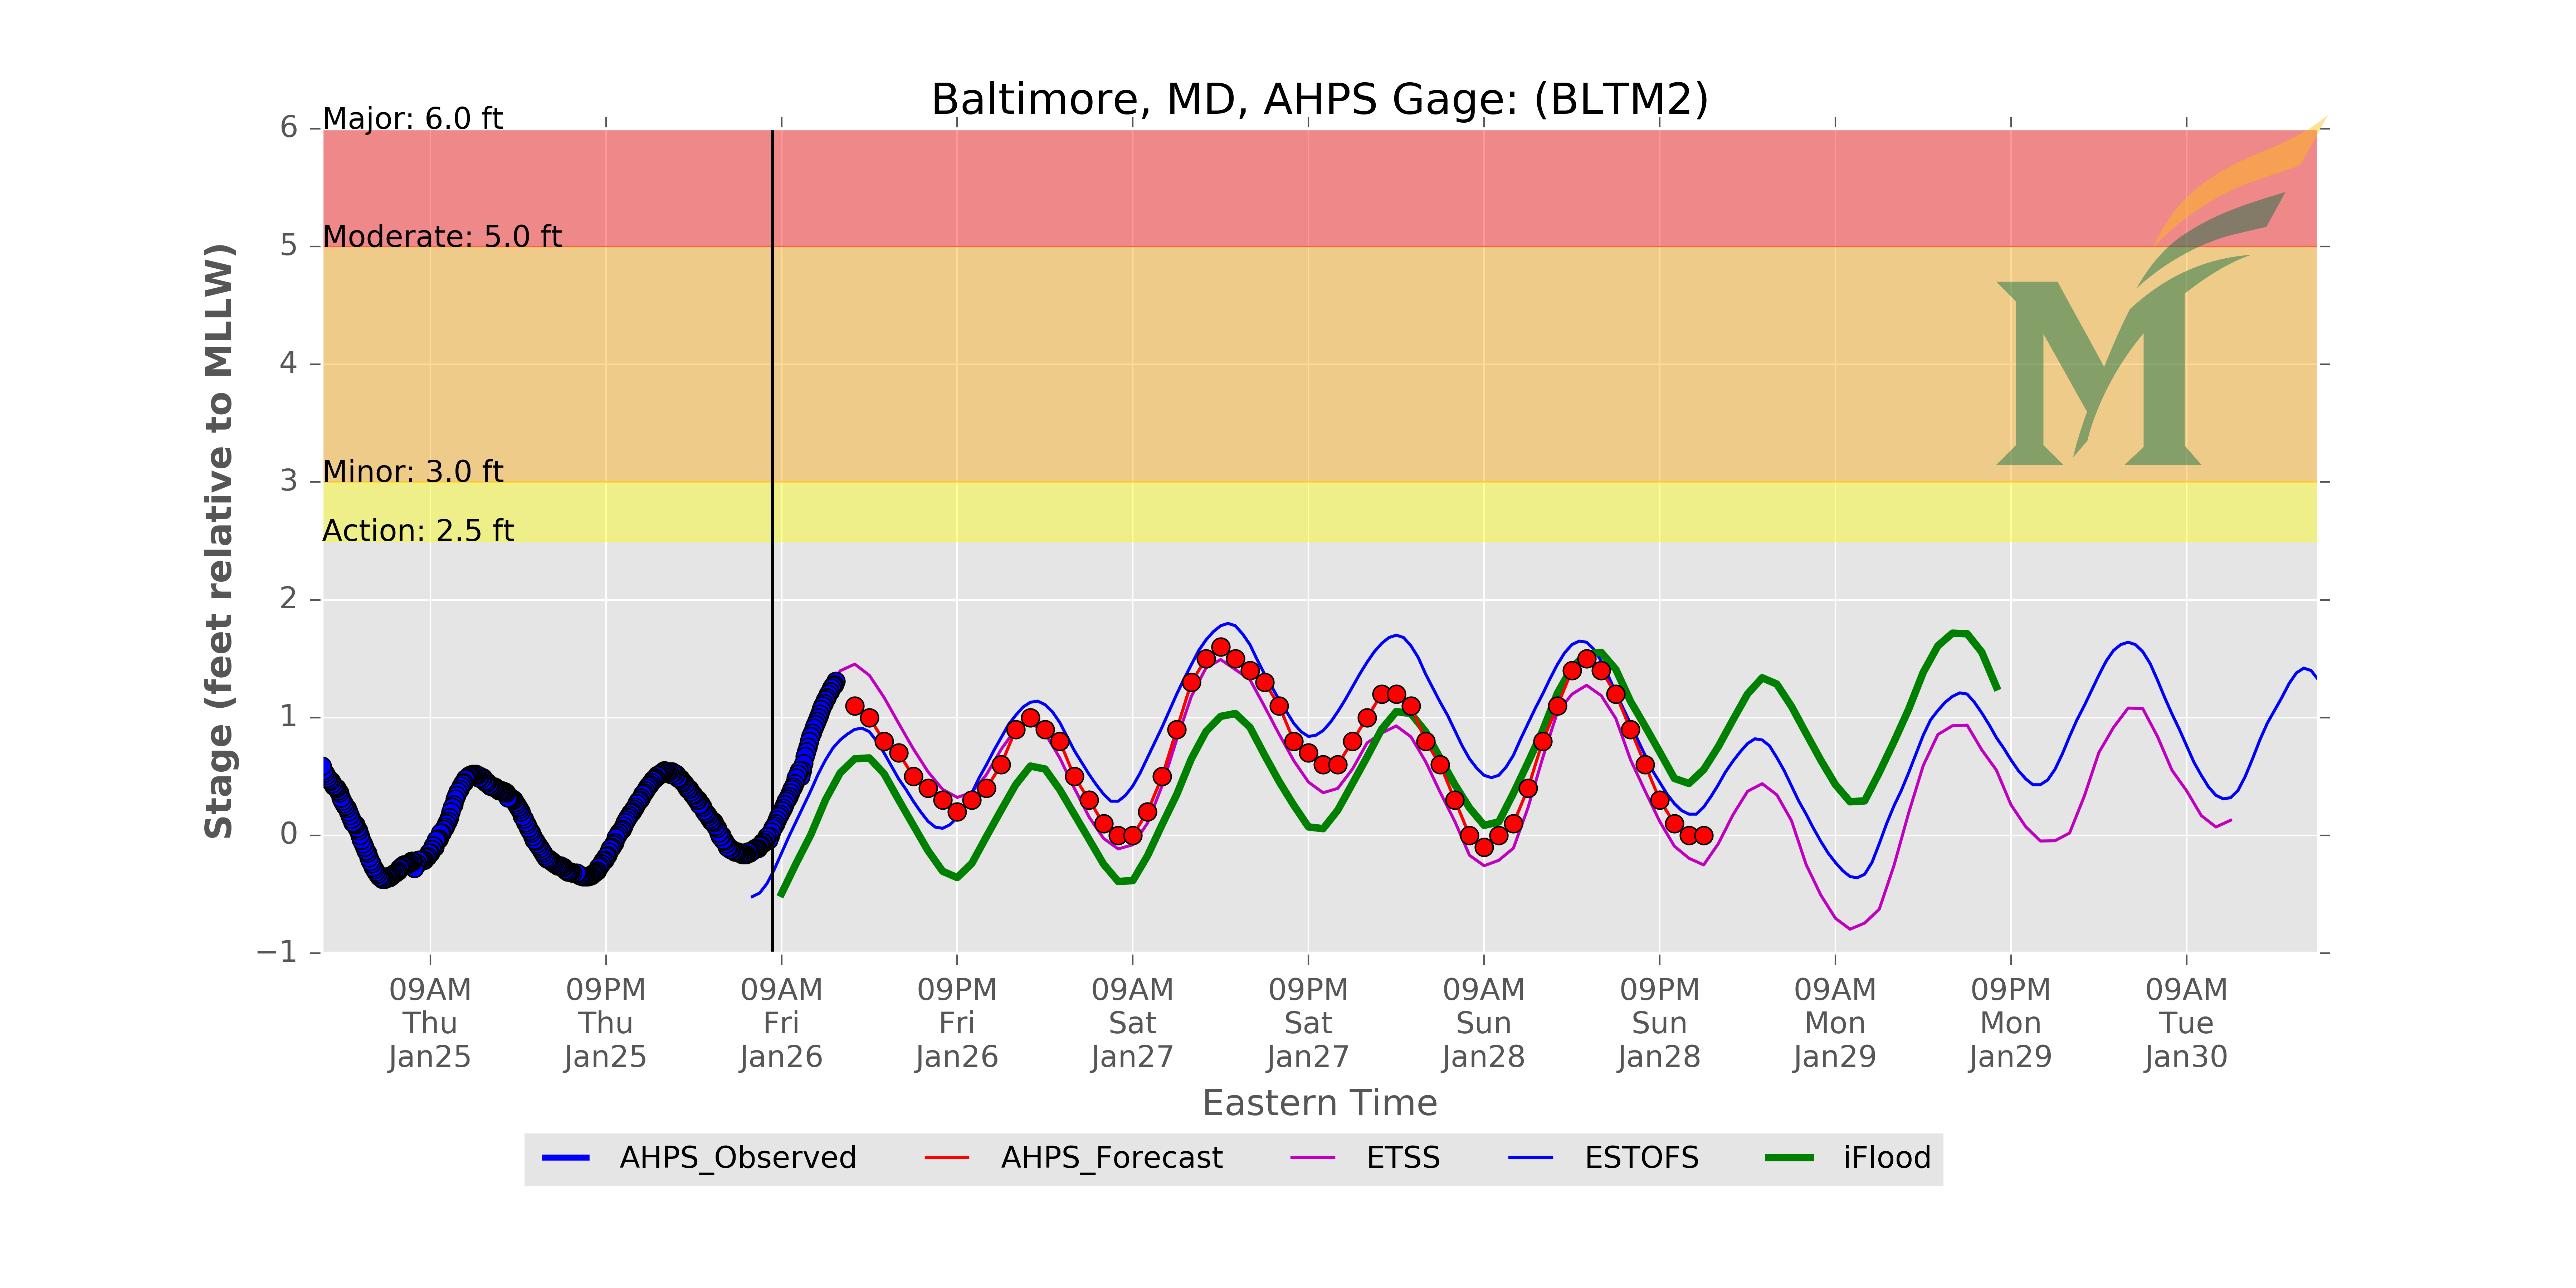 Baltimore, MD, AHPS Gage: (BLTM2)
Major: 6.0 ft
Moderate: 5.0 ft
Minor: 3.0 ft
Action: 2.5 ft
6
5
4
3
2
1
0
−1
Stage (feet relative to MLLW)
09AM Thu Jan25
09PM Thu Jan25
09AM Fri Jan26
09PM Fri Jan26
09AM Sat Jan27
09PM Sat Jan27
09AM Sun Jan28
09PM Sun Jan28
09AM Mon Jan29
09PM Mon Jan29
09AM Tue Jan30
Eastern Time
AHPS_Observed AHPS_Forecast ETSS ESTOFS iFlood
M